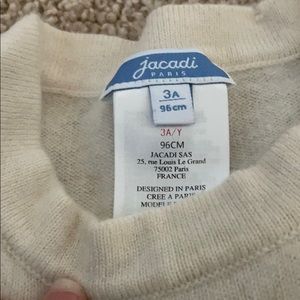 jacadi
PARIS
3A
96cm
3A/Y
96CM
JACADI SAS
25, rue Louis Le Grand
75002 Paris
FRANCE
DESIGNED IN PARIS
CREE A PARIS
MODELE